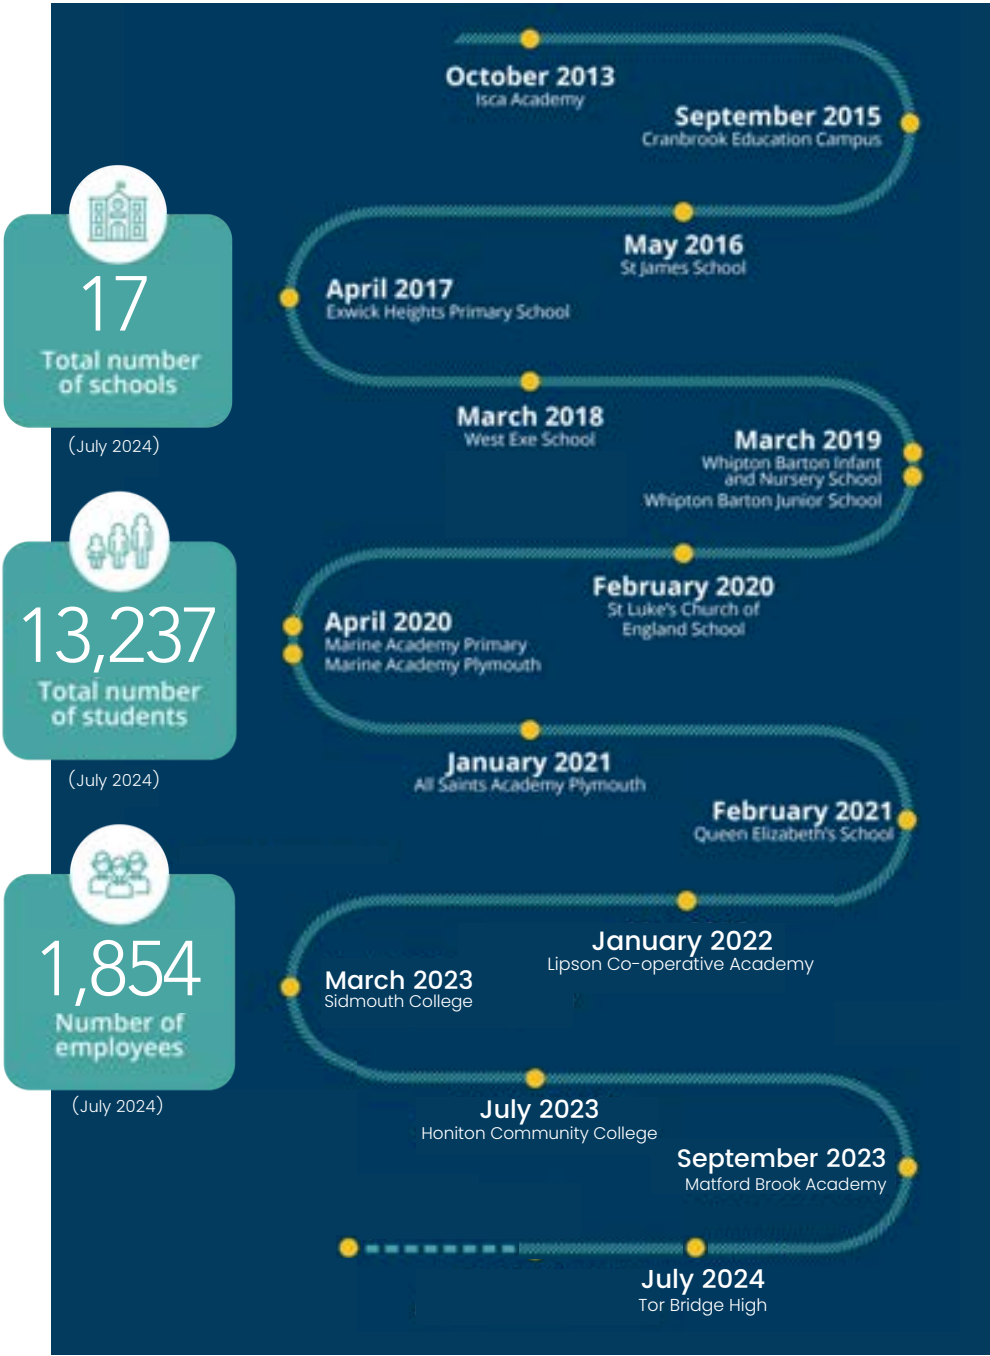 October 2013
Isca Academy
September 2015
Cranbrook Education Campus
May 2016
St James School
April 2017
Exwick Heights Primary School
March 2018
West Exe School
March 2019
Whipton Barton Infant
and Nursery School
Whipton Barton Junior School
February 2020
St Luke's Church of
England School
April 2020
Marine Academy Primary
Marine Academy Plymouth
January 2021
All Saints Academy Plymouth
February 2021
Queen Elizabeth's School
January 2022
Lipson Co-operative Academy
March 2023
Sidmouth College
July 2023
Honiton Community College
September 2023
Matford Brook Academy
July 2024
Tor Bridge High
17
Total number
of schools
(July 2024)
13,237
Total number
of students
(July 2024)
1,854
Number of
employees
(July 2024)